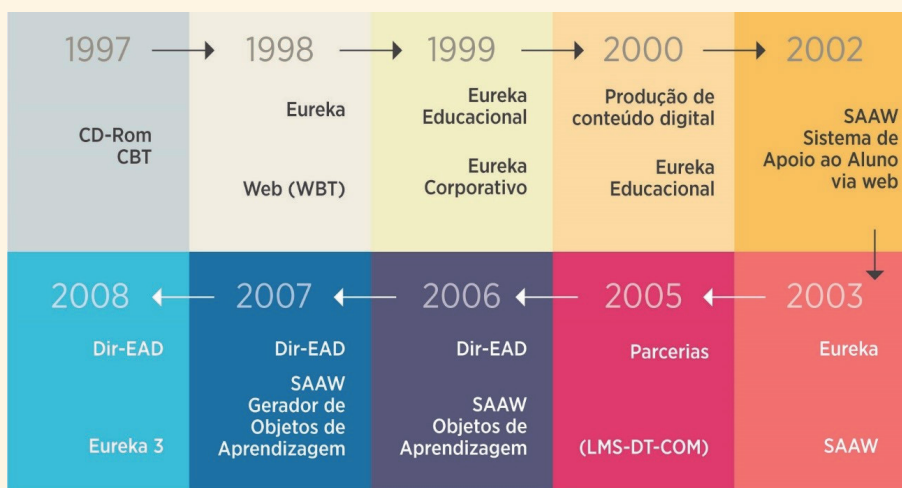 1997
CD-Rom
CBT
1998
Eureka
Web (WBT)
1999
Eureka
Educacional
Eureka
Corporativo
2000
Produção de
conteúdo digital
Eureka
Educacional
2002
SAAW
Sistema de
Apoio ao Aluno
via web
2003
Eureka
SAAW
2005
Parcerias
(LMS-DT-COM)
2006
Dir-EAD
SAAW
Objetos de
Aprendizagem
2007
Dir-EAD
SAAW
Gerador de
Objetos de
Aprendizagem
2008
Dir-EAD
Eureka 3